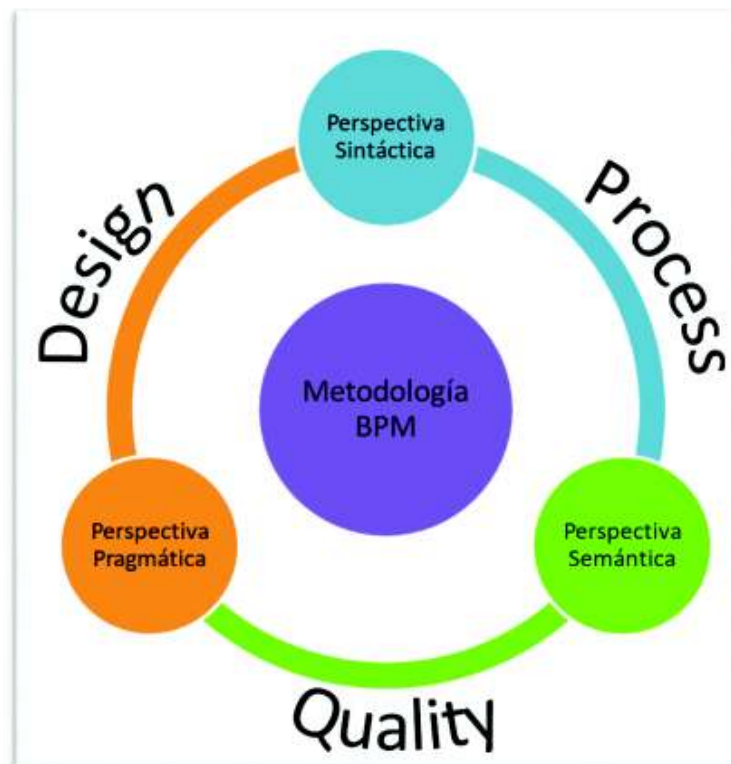 Perspectiva
Sintáctica
Design
Process
Metodología
BPM
Perspectiva
Pragmática
Perspectiva
Semántica
Quality